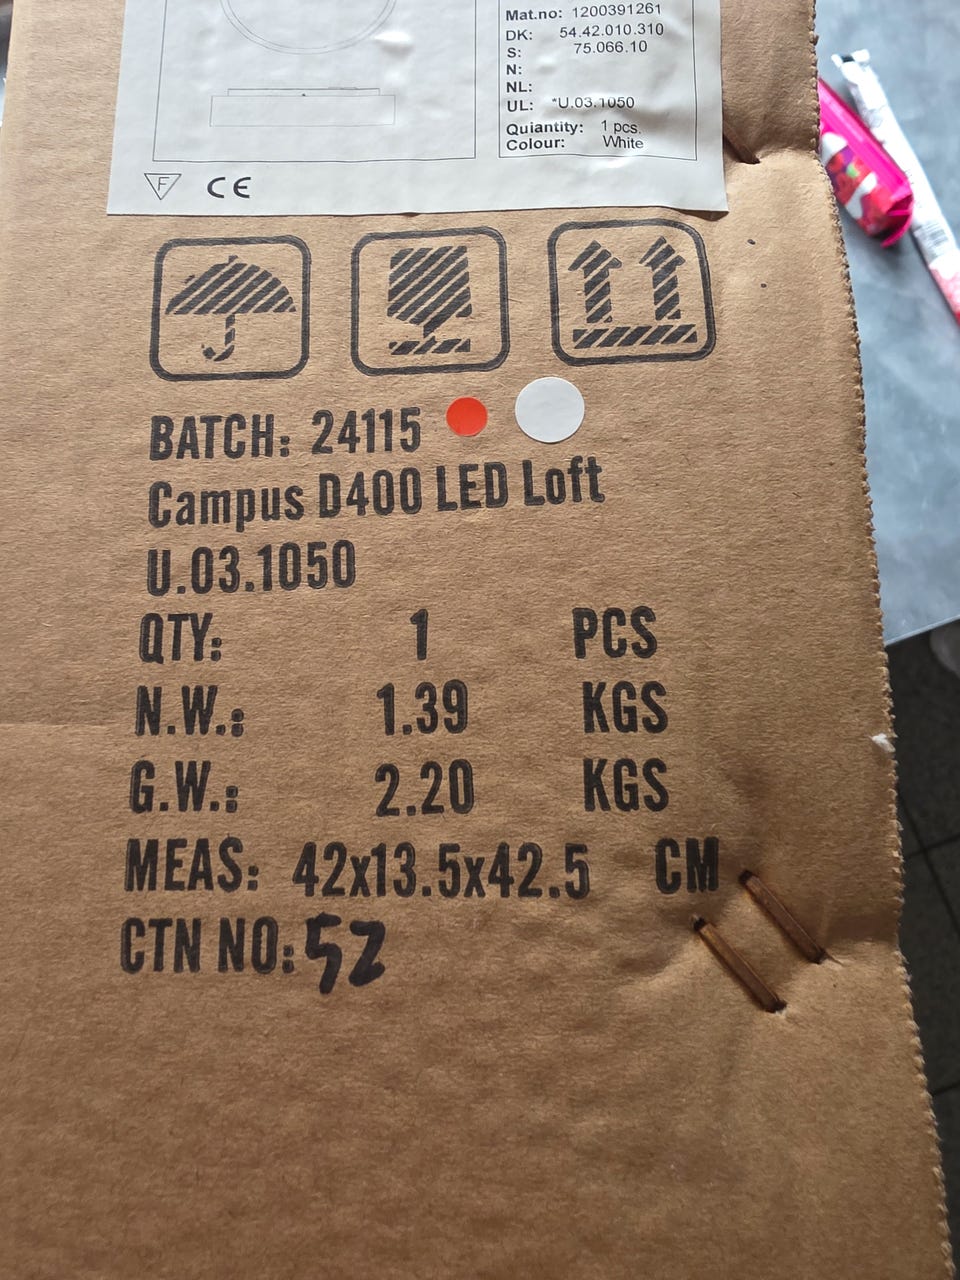 Mat.no: 1200391261
DK: 54.42.010.310
S: 75.066.10
N:
NL:
UL: *U.03.1050
Quiantity: 1 pcs.
Colour: White
F CE
BATCH: 24115
Campus D400 LED Loft
U.03.1050
QTY: 1 PCS
N.W.: 1.39 KGS
G.W.: 2.20 KGS
MEAS: 42x13.5x42.5 CM
CTN NO: 52